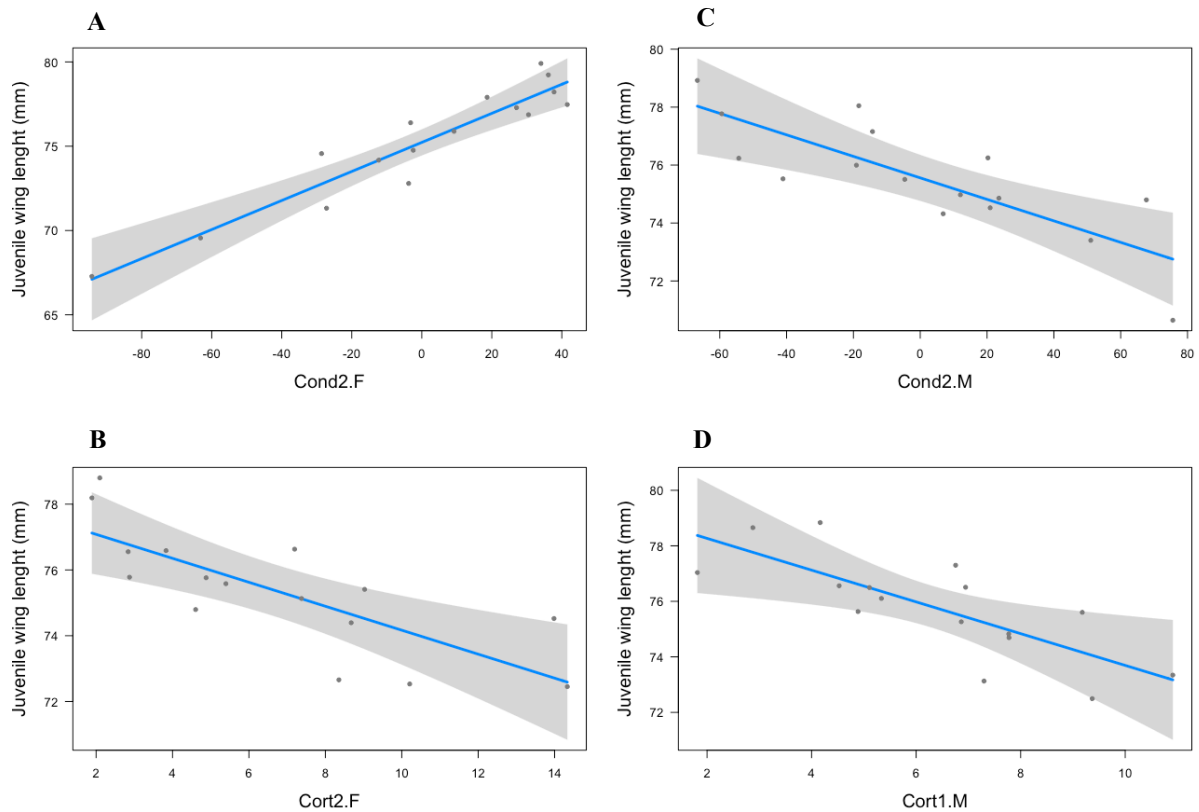 A
Juvenile wing lenght (mm)
80
75
70
65
-80 -60 -40 -20 0 20 40
Cond2.F
C
Juvenile wing lenght (mm)
80
78
76
74
72
-60 -40 -20 0 20 40 60 80
Cond2.M
B
Juvenile wing lenght (mm)
78
76
74
72
2 4 6 8 10 12 14
Cort2.F
D
Juvenile wing lenght (mm)
80
78
76
74
72
2 4 6 8 10
Cort1.M